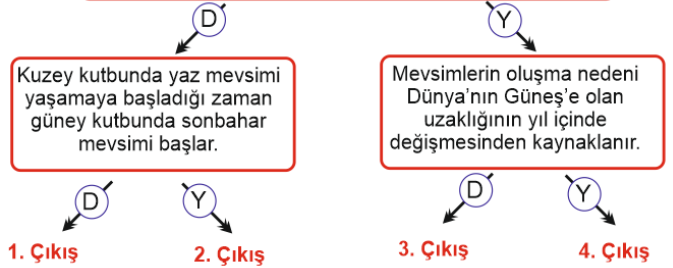 D
Y
Kuzey kutbunda yaz mevsimi
yaşamaya başladığı zaman
güney kutbunda sonbahar
mevsimi başlar.
Mevsimlerin oluşma nedeni
Dünya’nın Güneş’e olan
uzaklığının yıl içinde
değişmesinden kaynaklanır.
D
Y
D
Y
1. Çıkış
2. Çıkış
3. Çıkış
4. Çıkış